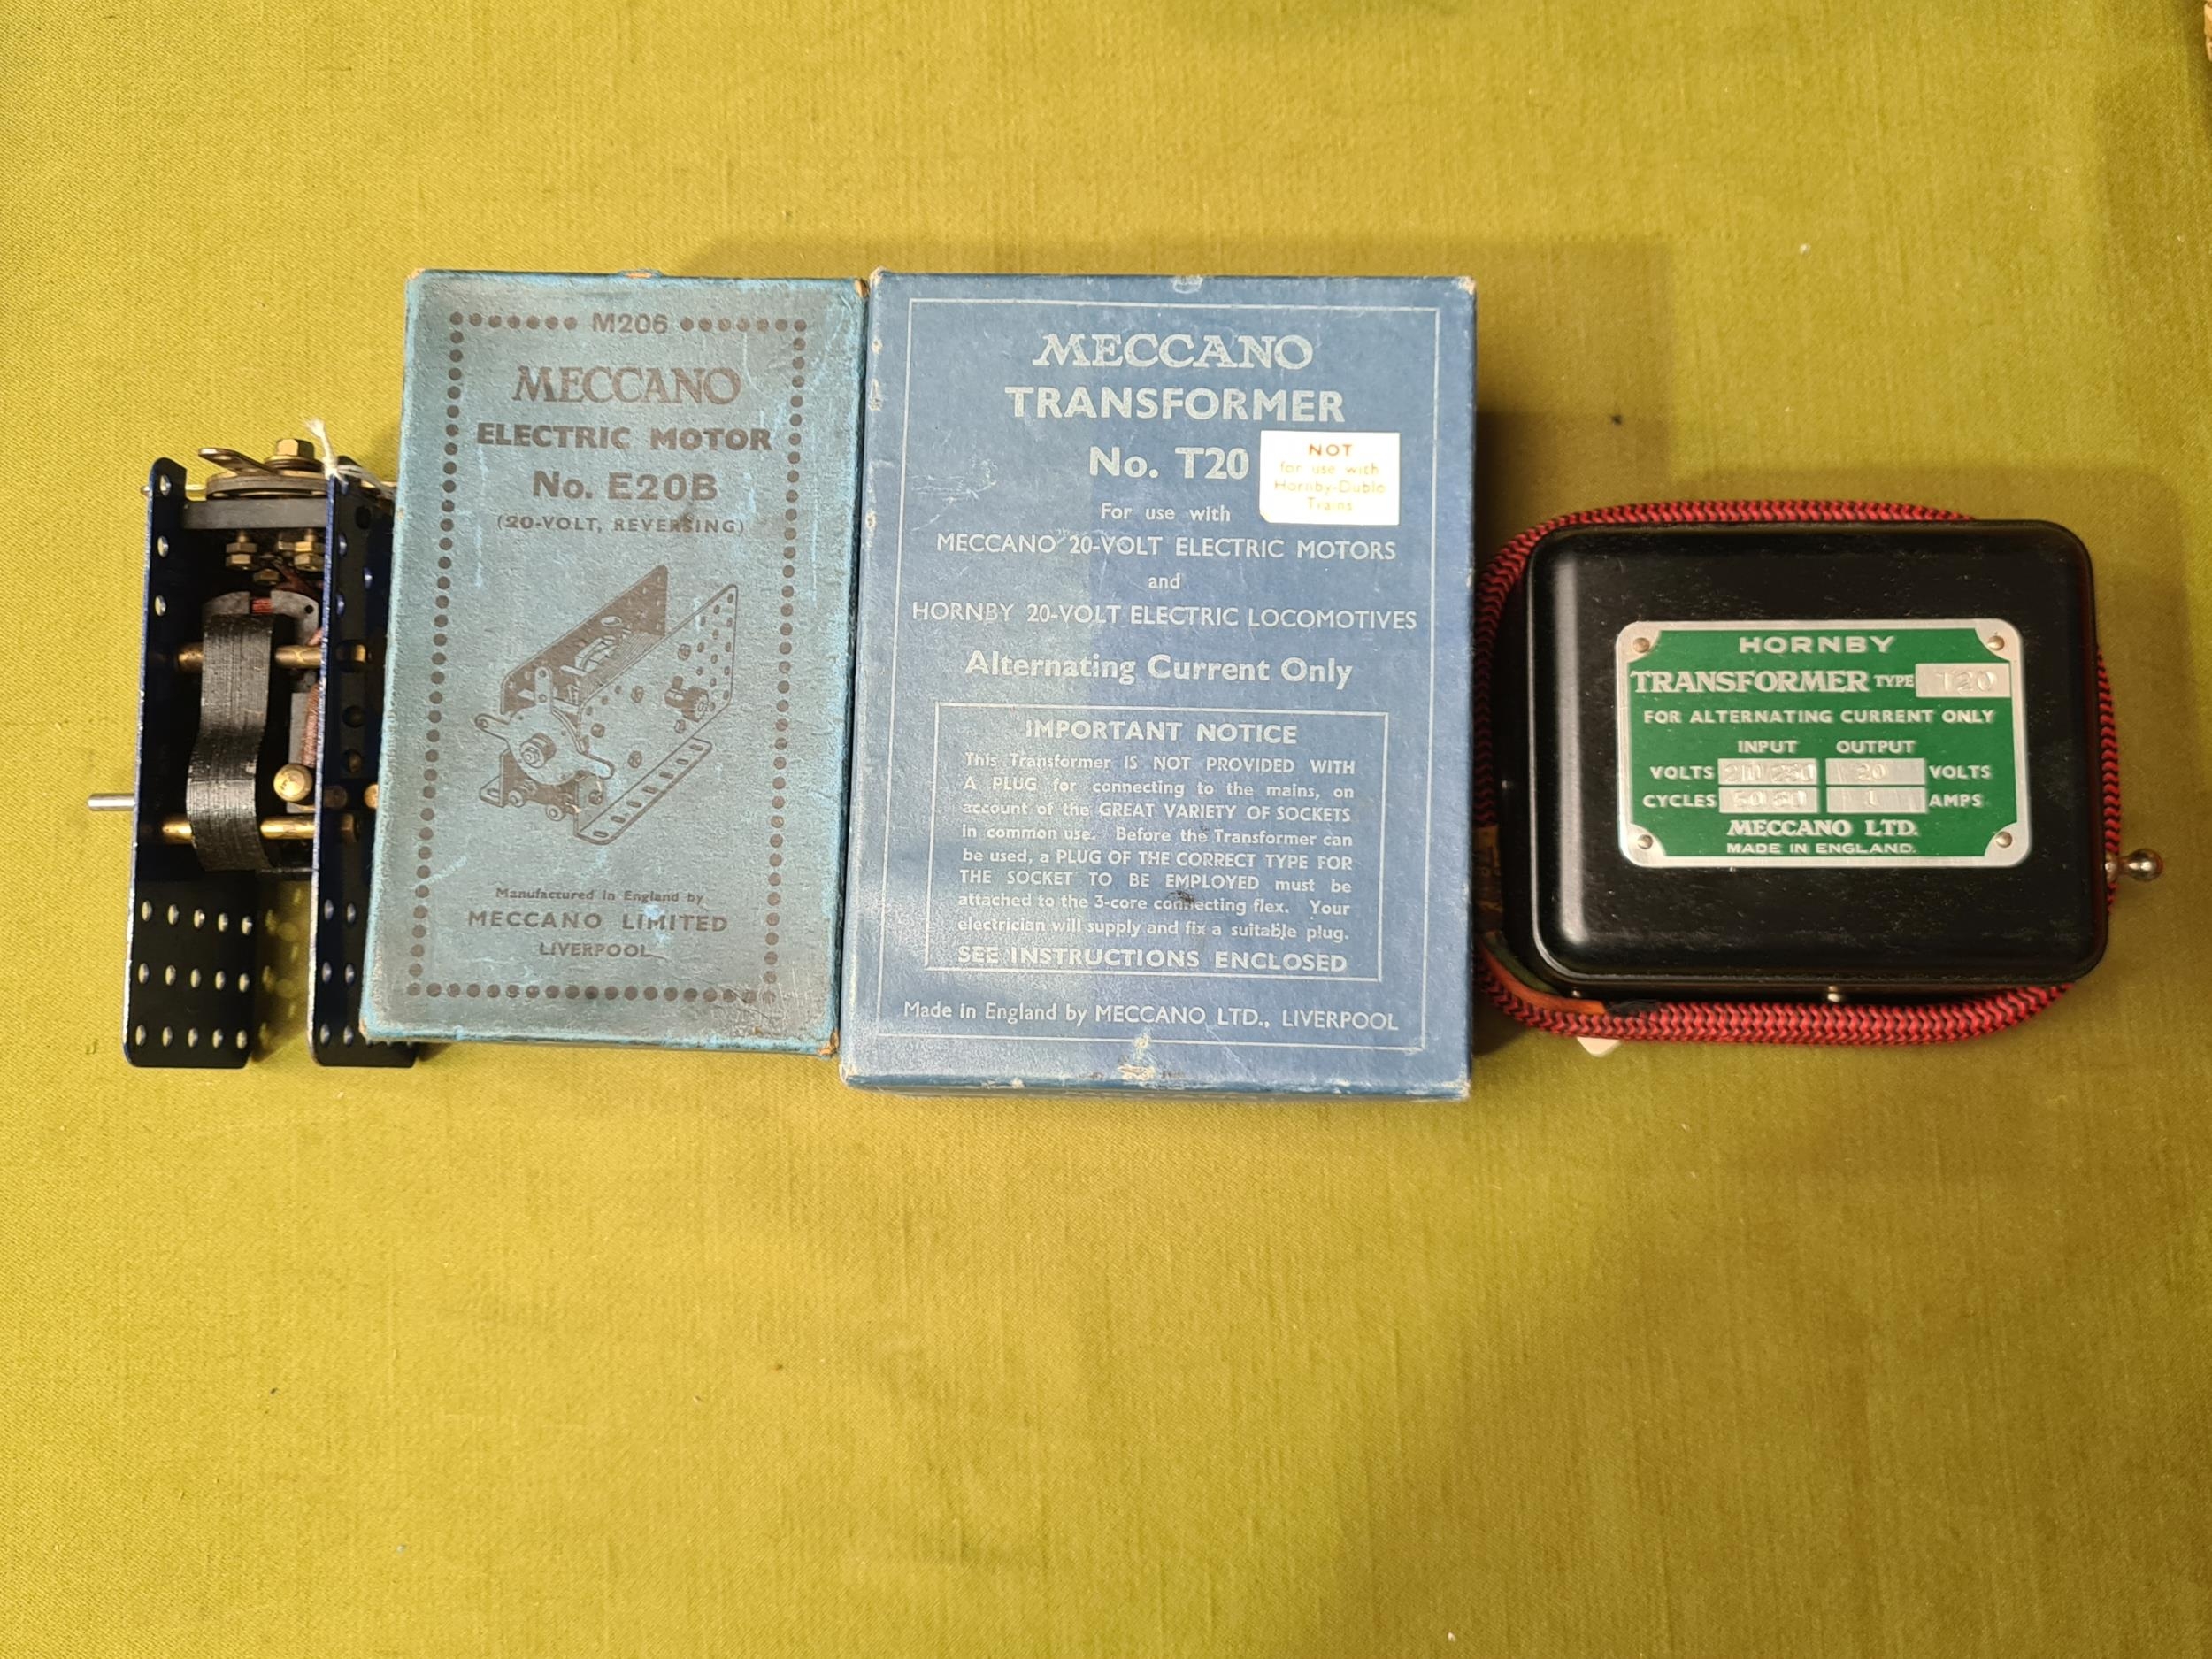 M206
MECCANO
ELECTRIC MOTOR
No. E20B
(20-VOLT, REVERSING)
Manufactured in England by
MECCANO LIMITED
LIVERPOOL
MECCANO
TRANSFORMER
No. T20
NOT
for use with
Hornby-Dublo
Trains
For use with
MECCANO 20-VOLT ELECTRIC MOTORS
and
HORNBY 20-VOLT ELECTRIC LOCOMOTIVES
Alternating Current Only
IMPORTANT NOTICE
This Transformer IS NOT PROVIDED WITH
A PLUG for connecting to the mains, on
account of the GREAT VARIETY OF SOCKETS
in common use. Before the Transformer can
be used, a PLUG OF THE CORRECT TYPE FOR
THE SOCKET TO BE EMPLOYED must be
attached to the 3-core connecting flex. Your
electrician will supply and fix a suitable plug.
SEE INSTRUCTIONS ENCLOSED
Made in England by MECCANO LTD., LIVERPOOL
HORNBY
TRANSFORMER TYPE T20
FOR ALTERNATING CURRENT ONLY
INPUT OUTPUT
VOLTS 20 VOLTS
CYCLES 1 AMPS
MECCANO LTD.
MADE IN ENGLAND.